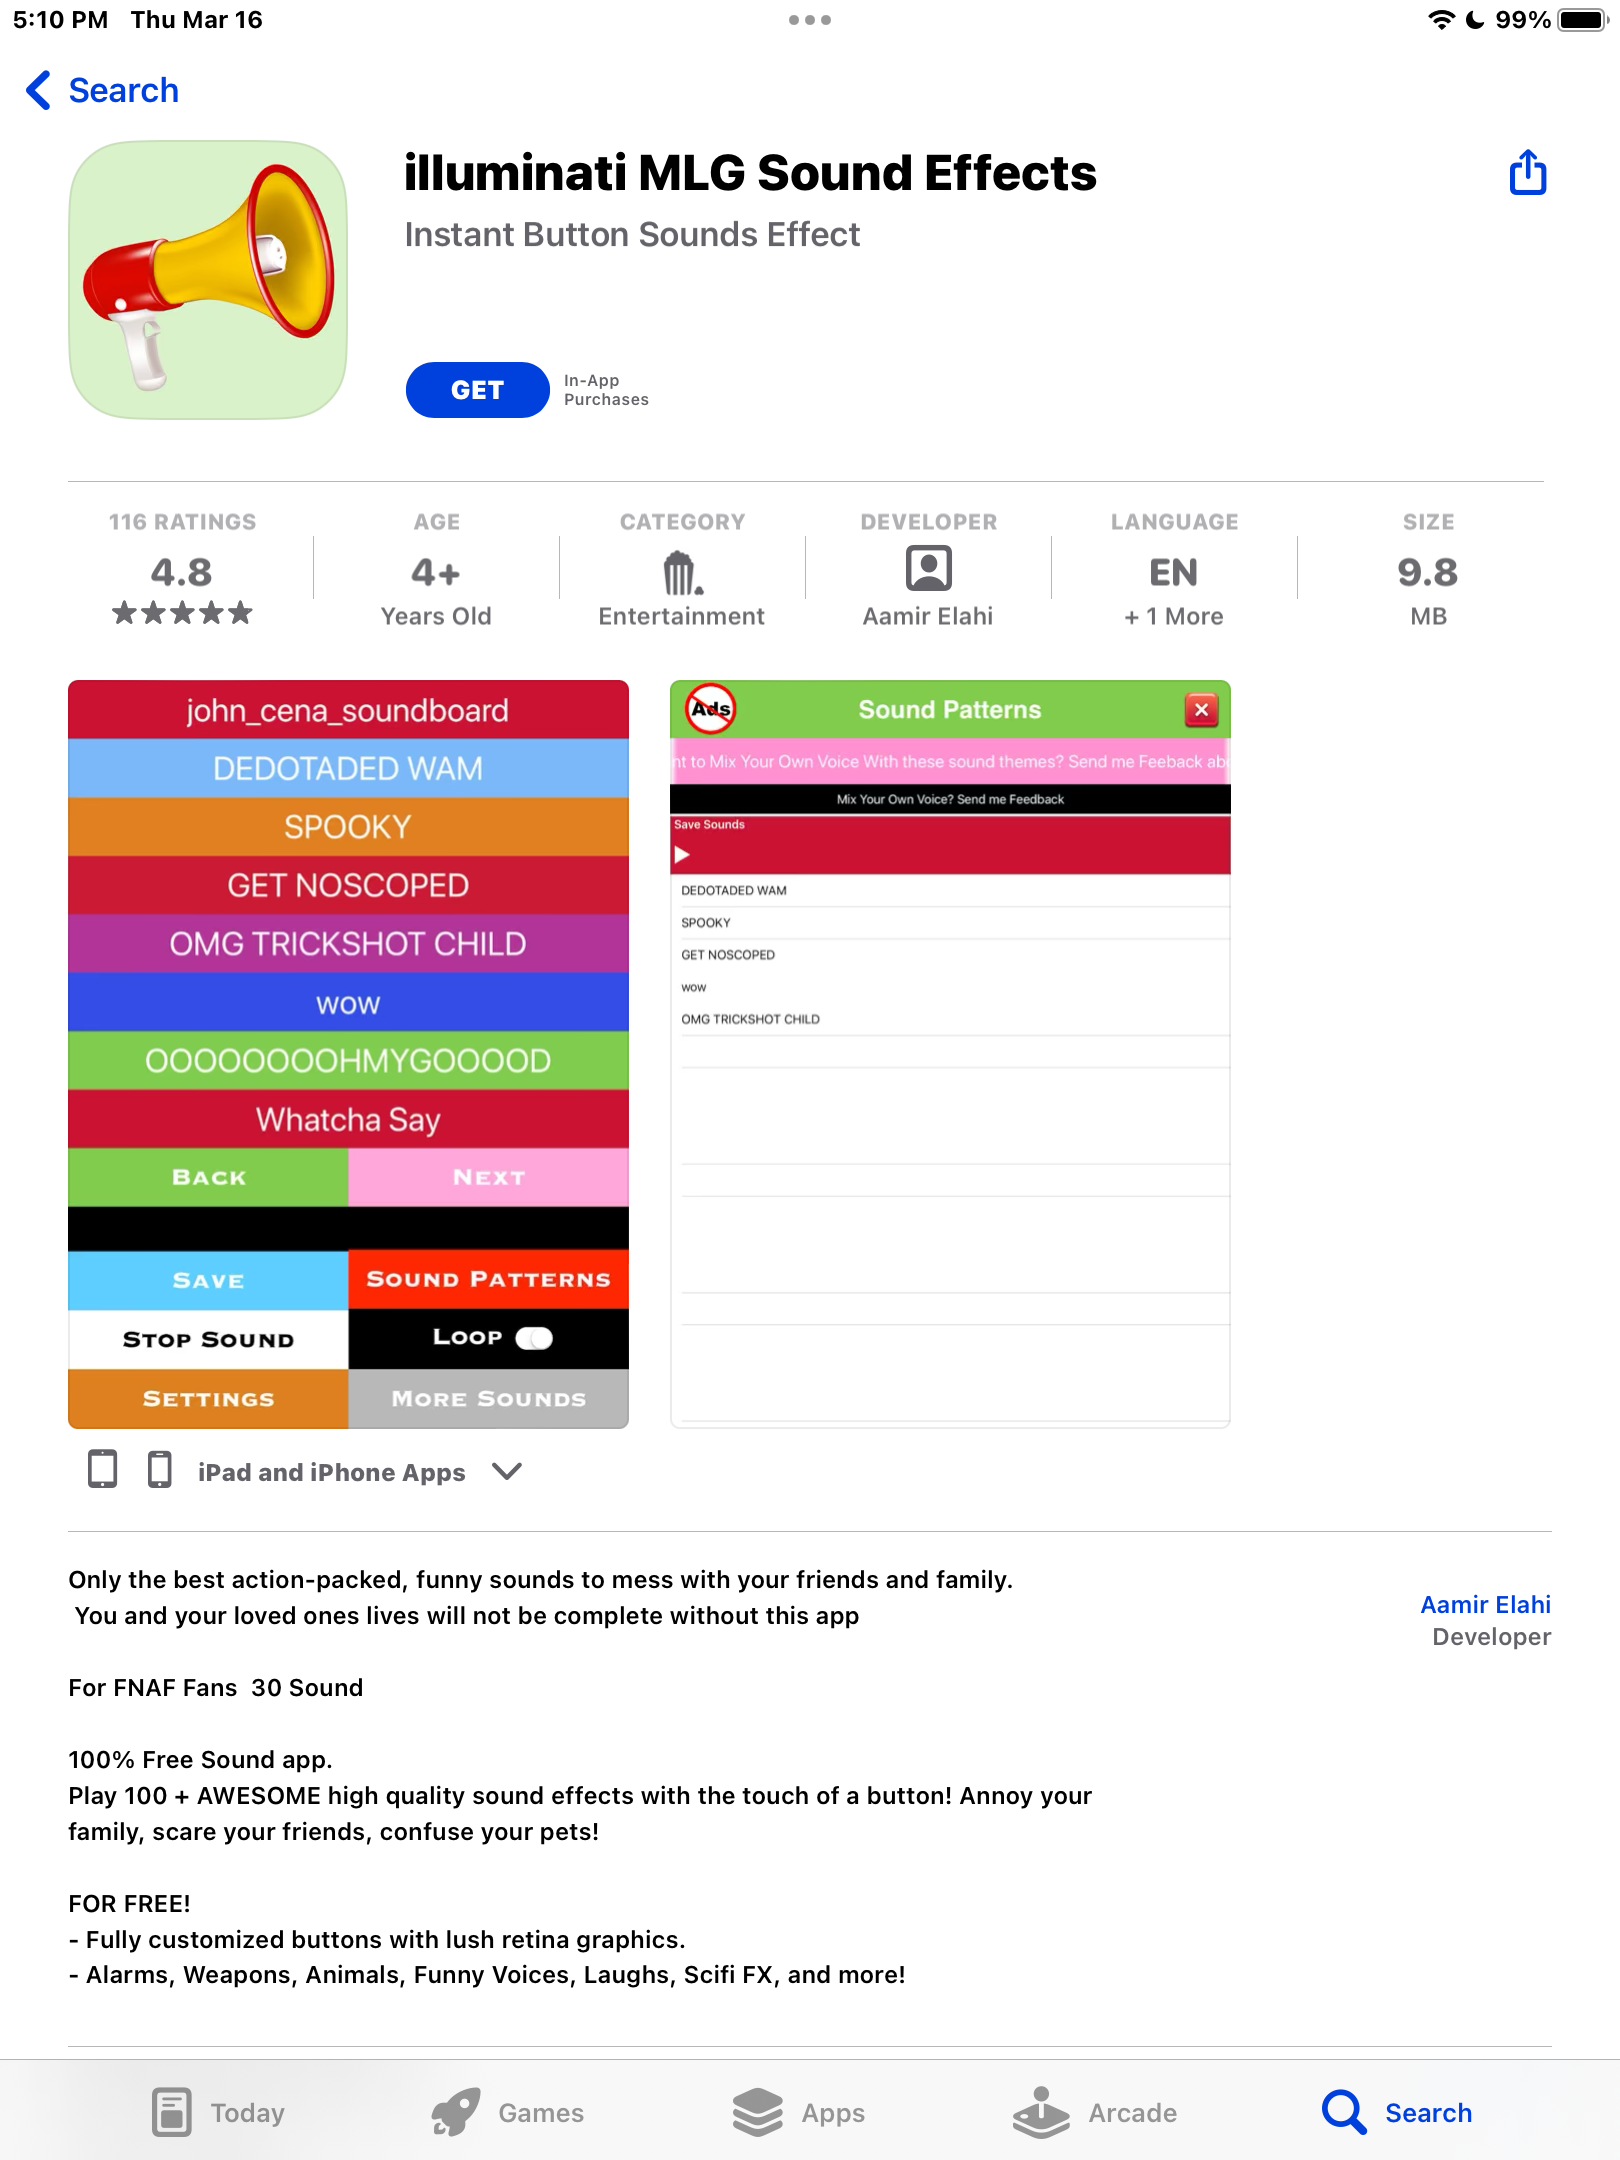 5:10 PM Thu Mar 16
99%
Search
illuminati MLG Sound Effects
Instant Button Sounds Effect
GET
In-App
Purchases
116 RATINGS
4.8
AGE
4+
Years Old
CATEGORY
Entertainment
DEVELOPER
Aamir Elahi
LANGUAGE
EN
+ 1 More
SIZE
9.8
MB
john_cena_soundboard
DEDOTADED WAM
SPOOKY
GET NOSCOPED
OMG TRICKSHOT CHILD
wow
OOOOOOOOHMYGOOOOD
Whatcha Say
BACK
NEXT
SAVE
SOUND PATTERNS
STOP SOUND
LOOP
SETTINGS
MORE SOUNDS
Ads
Sound Patterns
nt to Mix Your Own Voice With these sound themes? Send me Feeback ab
Mix Your Own Voice? Send me Feedback
Save Sounds
DEDOTADED WAM
SPOOKY
GET NOSCOPED
wow
OMG TRICKSHOT CHILD
iPad and iPhone Apps
Only the best action-packed, funny sounds to mess with your friends and family.
You and your loved ones lives will not be complete without this app
Aamir Elahi
Developer
For FNAF Fans 30 Sound
100% Free Sound app.
Play 100 + AWESOME high quality sound effects with the touch of a button! Annoy your
family, scare your friends, confuse your pets!
FOR FREE!
- Fully customized buttons with lush retina graphics.
- Alarms, Weapons, Animals, Funny Voices, Laughs, Scifi FX, and more!
Today
Games
Apps
Arcade
Search